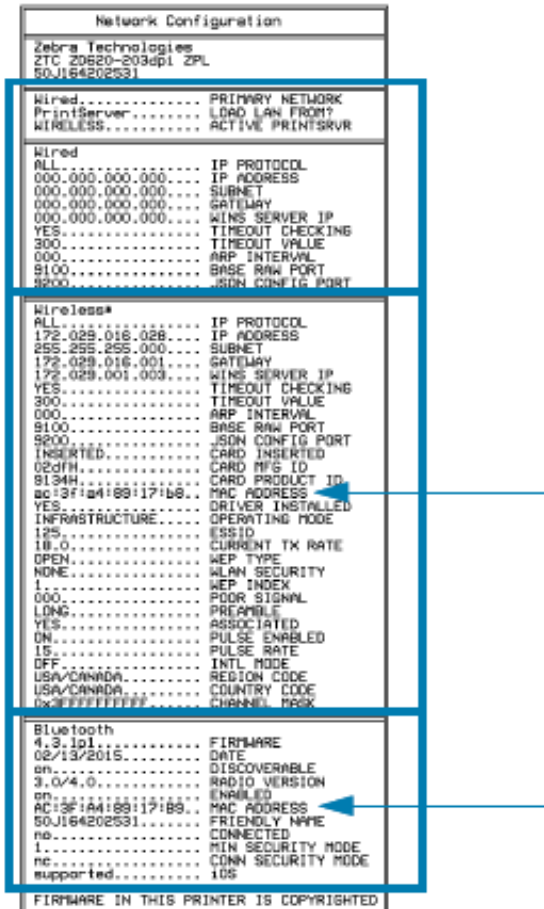 Network Configuration
Zebra Technologies
ZTC ZD620-203dpi ZPL
50J164202531
Wired.............. PRIMARY NETWORK
PrintServer........ LOAD LAN FROM?
WIRELESS........... ACTIVE PRINTSRVR
Wired
ALL................ IP PROTOCOL
000.000.000.000.... IP ADDRESS
000.000.000.000.... SUBNET
000.000.000.000.... GATEWAY
000.000.000.000.... WINS SERVER IP
YES................ TIMEOUT CHECKING
300................ TIMEOUT VALUE
000................ ARP INTERVAL
9100............... BASE RAW PORT
9200............... JSON CONFIG PORT
Wireless*
ALL................ IP PROTOCOL
172.029.016.028.... IP ADDRESS
255.255.255.000.... SUBNET
172.029.016.001.... GATEWAY
172.029.001.003.... WINS SERVER IP
YES................ TIMEOUT CHECKING
300................ TIMEOUT VALUE
000................ ARP INTERVAL
9100............... BASE RAW PORT
9200............... JSON CONFIG PORT
INSERTED........... CARD INSERTED
02dfH.............. CARD MFG ID
9134H.............. CARD PRODUCT ID
ac:3f:a4:89:17:b8.. MAC ADDRESS
YES................ DRIVER INSTALLED
INFRASTRUCTURE..... OPERATING MODE
125................ ESSID
18.0............... CURRENT TX RATE
OPEN............... WEP TYPE
NONE............... WLAN SECURITY
1.................. WEP INDEX
000................ POOR SIGNAL
LONG............... PREAMBLE
YES................ ASSOCIATED
ON................. PULSE ENABLED
15................. PULSE RATE
OFF................ INTL MODE
USA/CANADA......... REGION CODE
USA/CANADA......... COUNTRY CODE
0x3FFFFFFFFFF...... CHANNEL MASK
Bluetooth
4.3.1p1............ FIRMWARE
02/13/2015......... DATE
on................. DISCOVERABLE
3.0/4.0............ RADIO VERSION
on................. ENABLED
AC:3F:A4:89:17:B9.. MAC ADDRESS
50J164202531....... FRIENDLY NAME
no................. CONNECTED
1.................. MIN SECURITY MODE
nc................. CONN SECURITY MODE
supported.......... iOS
FIRMWARE IN THIS PRINTER IS COPYRIGHTED